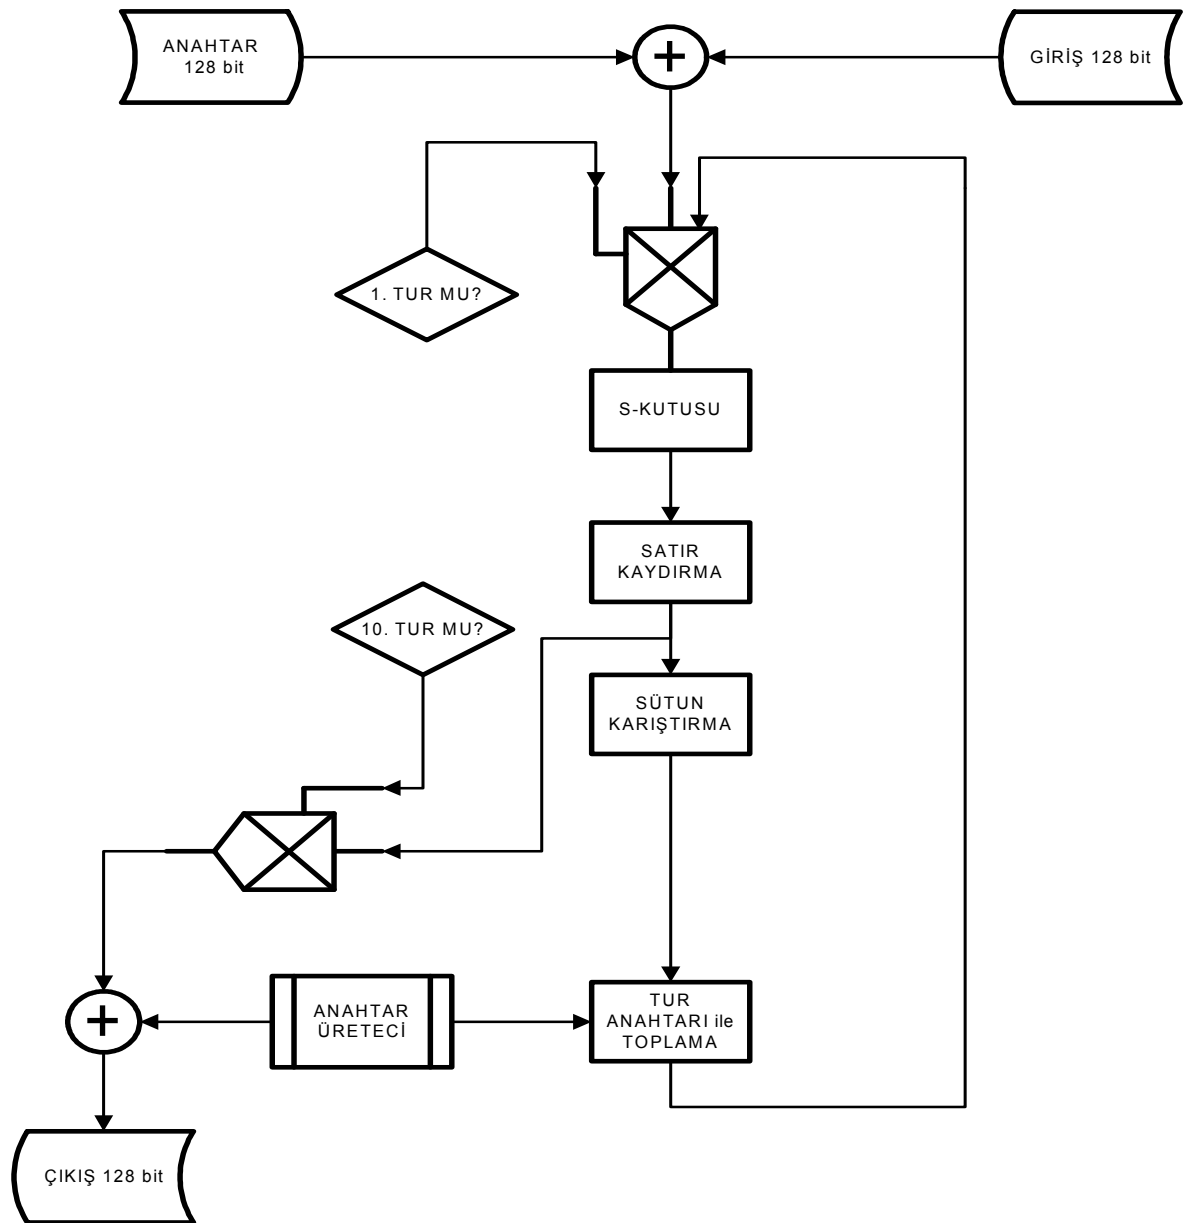 ANAHTAR
128 bit
+
GİRİŞ 128 bit
1. TUR MU?
S-KUTUSU
SATIR
KAYDIRMA
10. TUR MU?
SÜTUN
KARIŞTIRMA
ANAHTAR
ÜRETECİ
TUR
ANAHTARI ile
TOPLAMA
+
ÇIKIŞ 128 bit